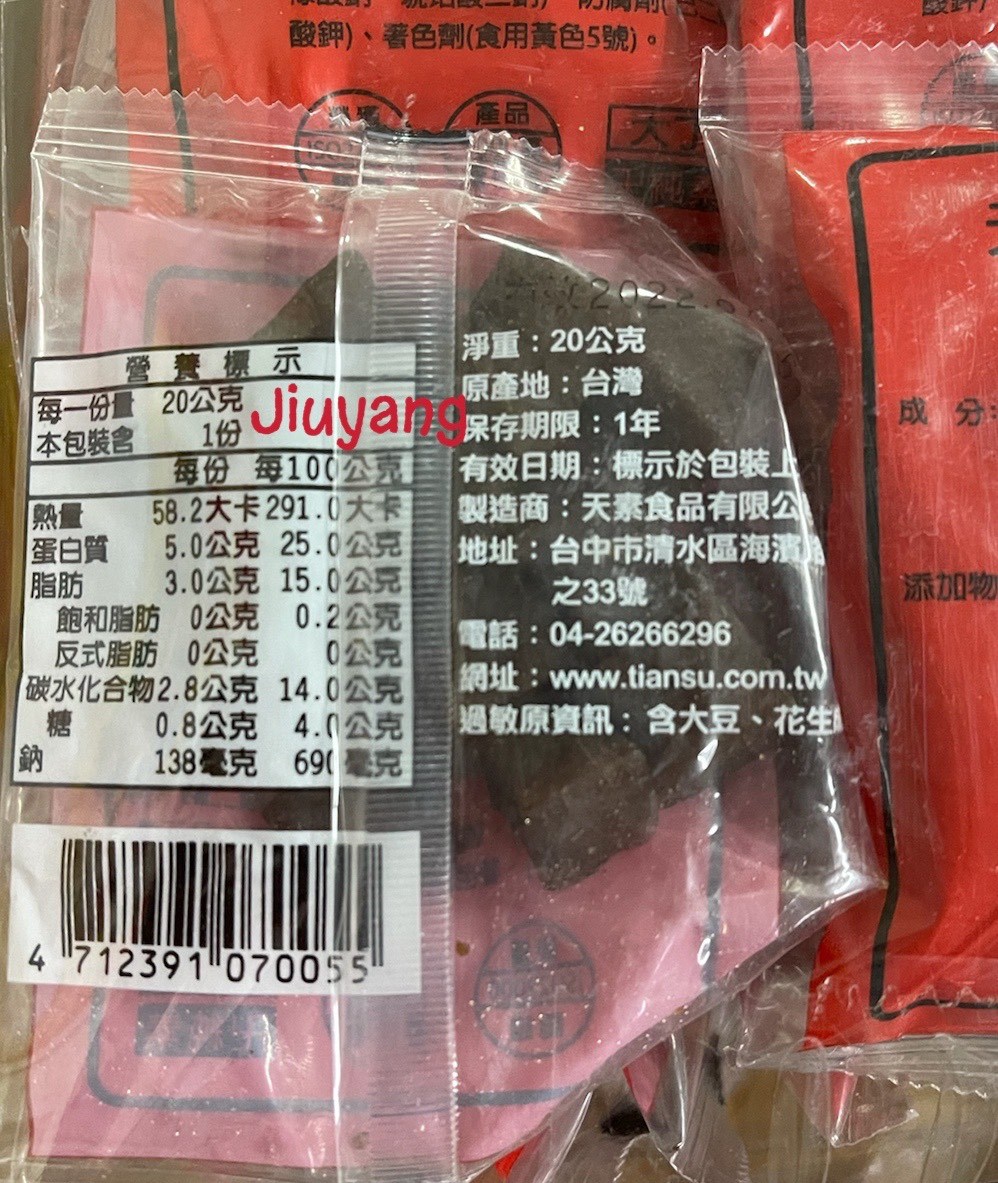 酸鉀)、著色劑(食用黃色5號)。
產品
營養標示
每一份量 20公克
本包裝含 1份
每份 每100公克
熱量 58.2大卡 291.0大卡
蛋白質 5.0公克 25.0公克
脂肪 3.0公克 15.0公克
飽和脂肪 0公克 0.2公克
反式脂肪 0公克 0公克
碳水化合物 2.8公克 14.0公克
糖 0.8公克 4.0公克
鈉 138毫克 690毫克
Jiuyang
2022
淨重：20公克
原產地：台灣
保存期限：1年
有效日期：標示於包裝上
製造商：天素食品有限公
地址：台中市清水區海濱
之33號
電話：04-26266296
網址：www.tiansu.com.tw
過敏原資訊：含大豆、花生
4 712391 070055
成分
添加物